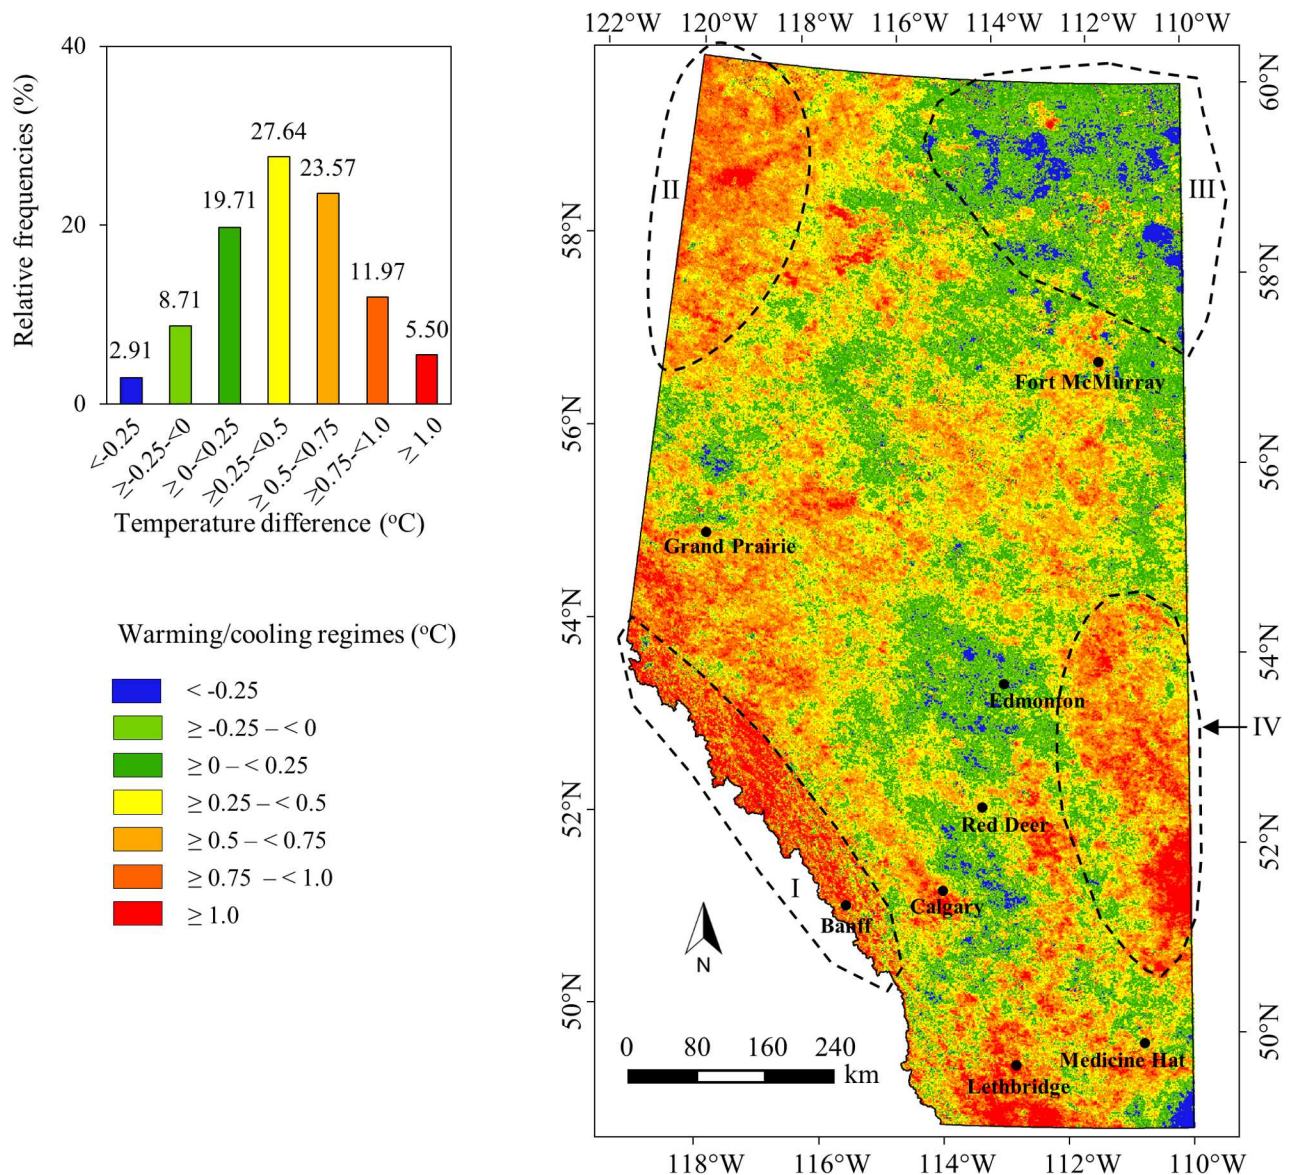 Relative frequencies (%)
40
20
0
2.91
8.71
19.71
27.64
23.57
11.97
5.50
<-0.25
≥-0.25-<0
≥ 0-<0.25
≥0.25-<0.5
≥ 0.5-<0.75
≥0.75-<1.0
≥ 1.0
Temperature difference (°C)
Warming/cooling regimes (°C)
< -0.25
≥ -0.25 – < 0
≥ 0 – < 0.25
≥ 0.25 – < 0.5
≥ 0.5 – < 0.75
≥ 0.75 – < 1.0
≥ 1.0
122°W 120°W 118°W 116°W 114°W 112°W 110°W
60°N
58°N
56°N
54°N
52°N
50°N
58°N
56°N
54°N
52°N
50°N
II
III
Fort McMurray
Grand Prairie
Edmonton
IV
Red Deer
I
Calgary
Banff
N
Medicine Hat
Lethbridge
0 80 160 240
km
118°W 116°W 114°W 112°W 110°W